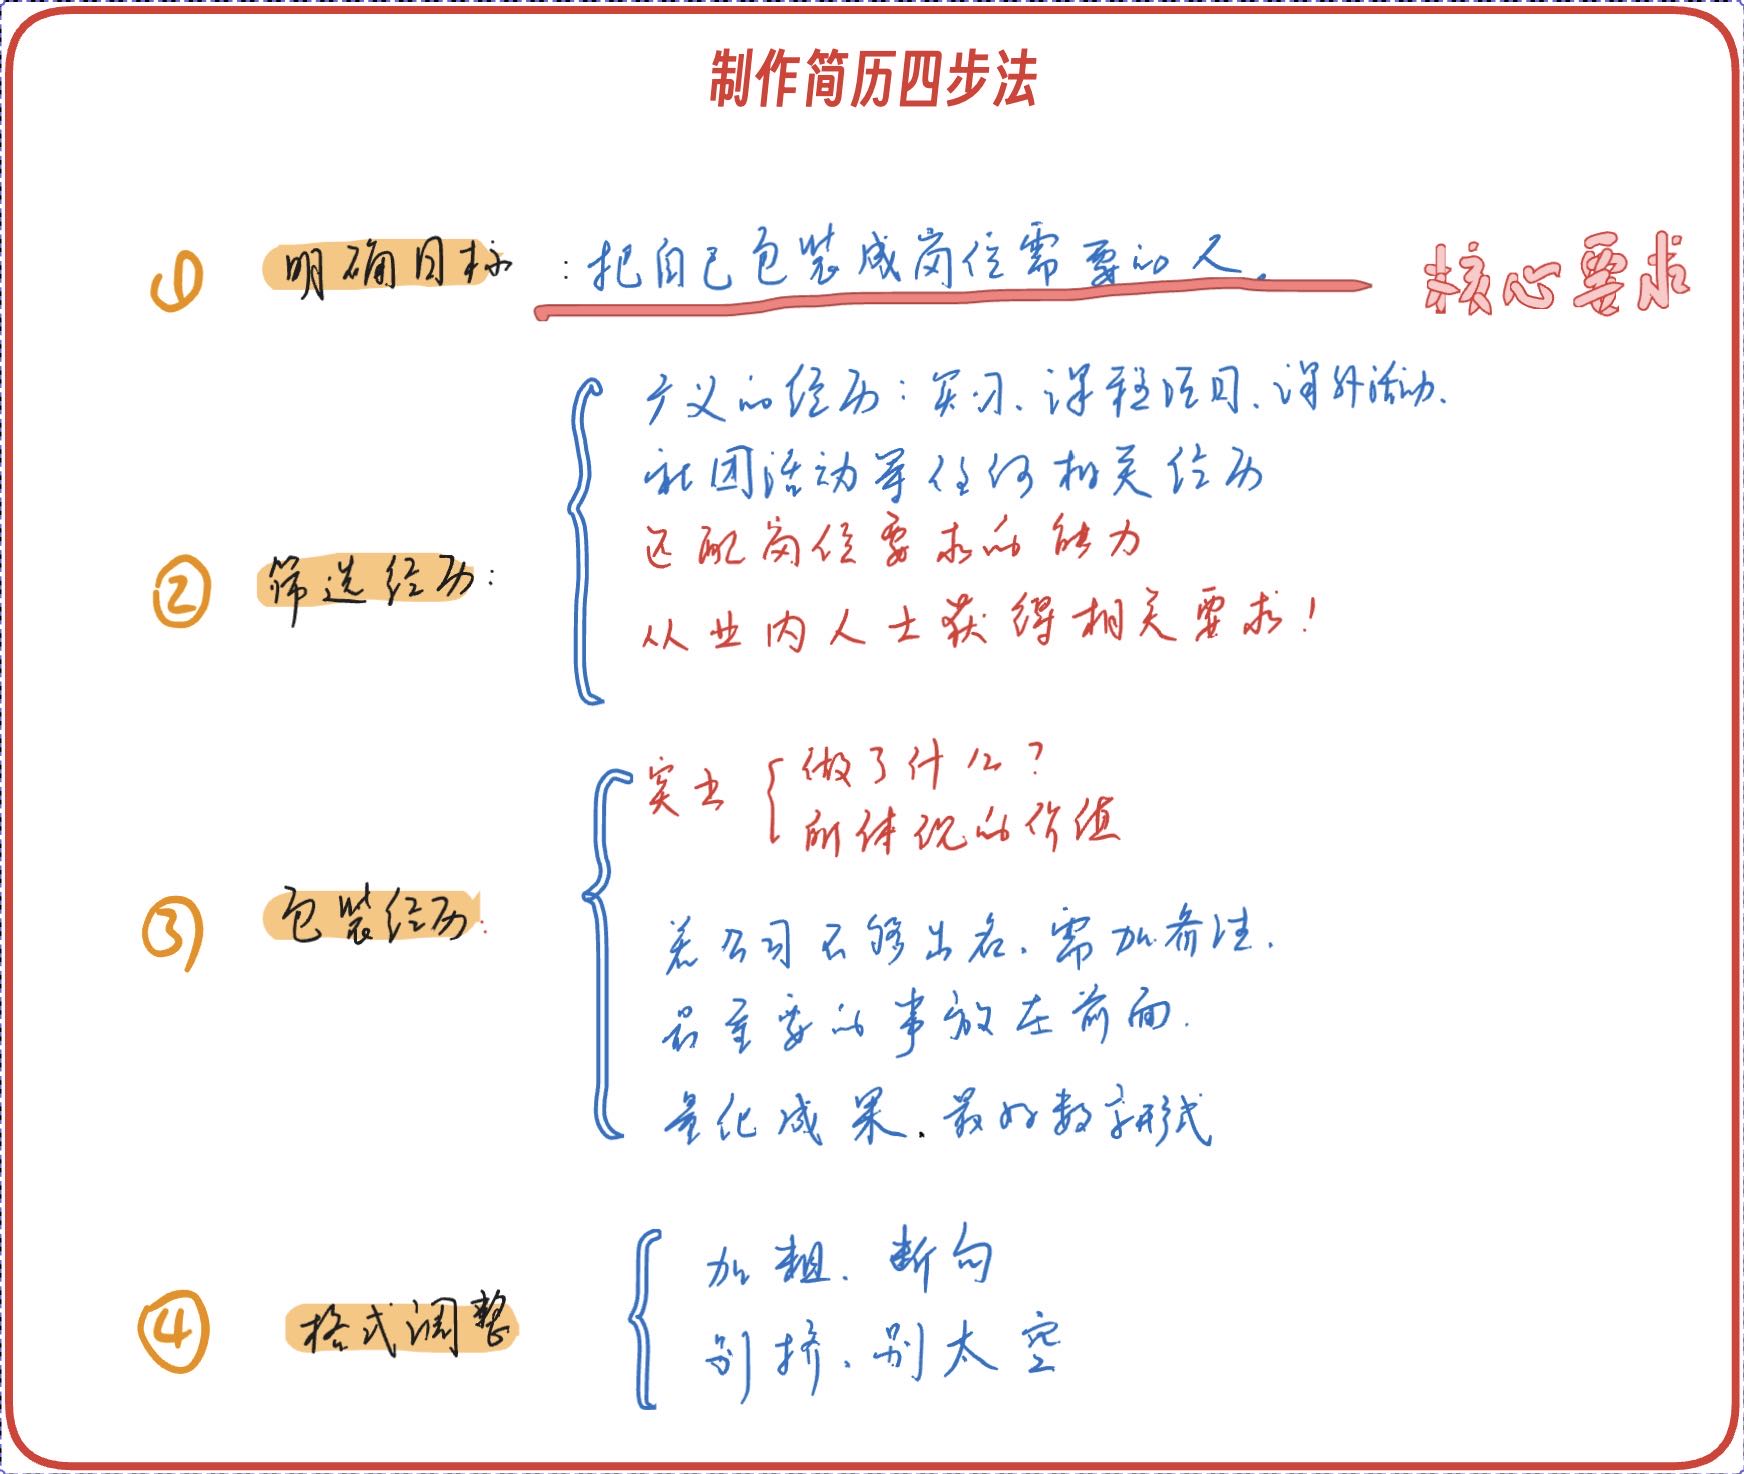 制作简历四步法
① 明确目标：把自己包装成岗位需要的人. 核心要求
广义的经历：实习、课程项目、课外活动、
社团活动等任何相关经历
② 筛选经历：
匹配岗位要求的能力
从业内人士获得相关要求！
突出
做了什么？
所体现的价值
③ 包装经历：
若公司不够出名、需加备注.
最重要的事放在前面.
量化成果、最好数字形式
④ 格式调整
加粗、断句
别挤、别太空